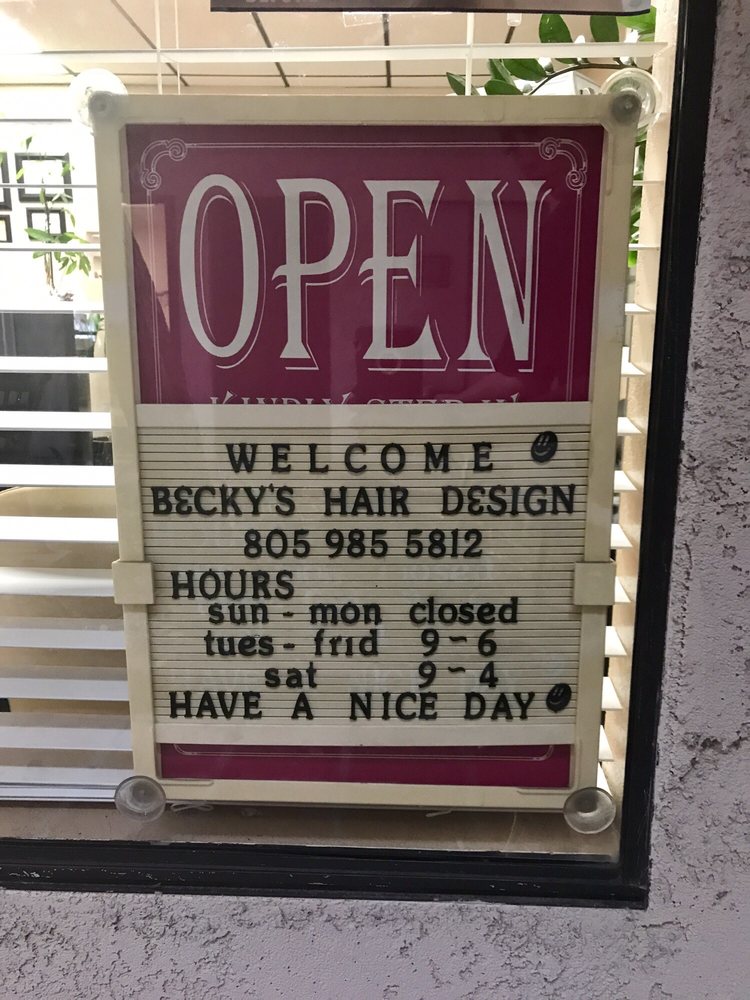 OPEN
WELCOME
BECKY'S HAIR DESIGN
805 985 5812
HOURS
sun - mon closed
tues - frid 9 - 6
sat 9 - 4
HAVE A NICE DAY